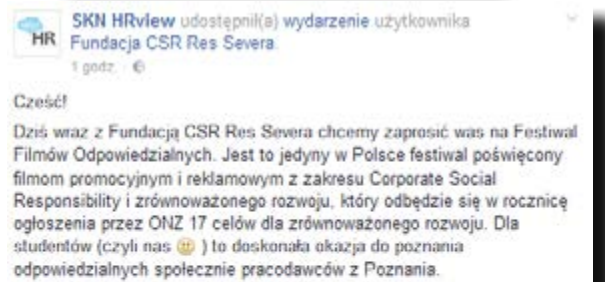 HR
SKN HRview udostępnił(a) wydarzenie użytkownika
Fundacja CSR Res Severa.
1 godz. ·
Cześć!
Dziś wraz z Fundacją CSR Res Severa chcemy zaprosić was na Festiwal
Filmów Odpowiedzialnych. Jest to jedyny w Polsce festiwal poświęcony
filmom promocyjnym i reklamowym z zakresu Corporate Social
Responsibility i zrównoważonego rozwoju, który odbędzie się w rocznicę
ogłoszenia przez ONZ 17 celów dla zrównoważonego rozwoju. Dla
studentów (czyli nas 🙂 ) to doskonała okazja do poznania
odpowiedzialnych społecznie pracodawców z Poznania.